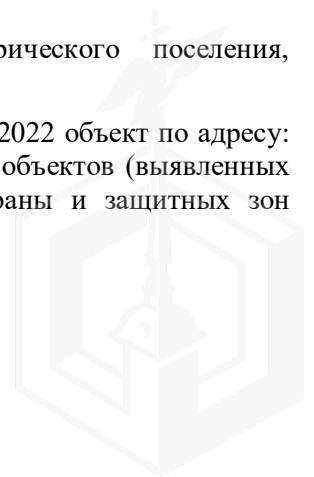 рического поселения,
2022 объект по адресу:
объектов (выявленных
раны и защитных зон